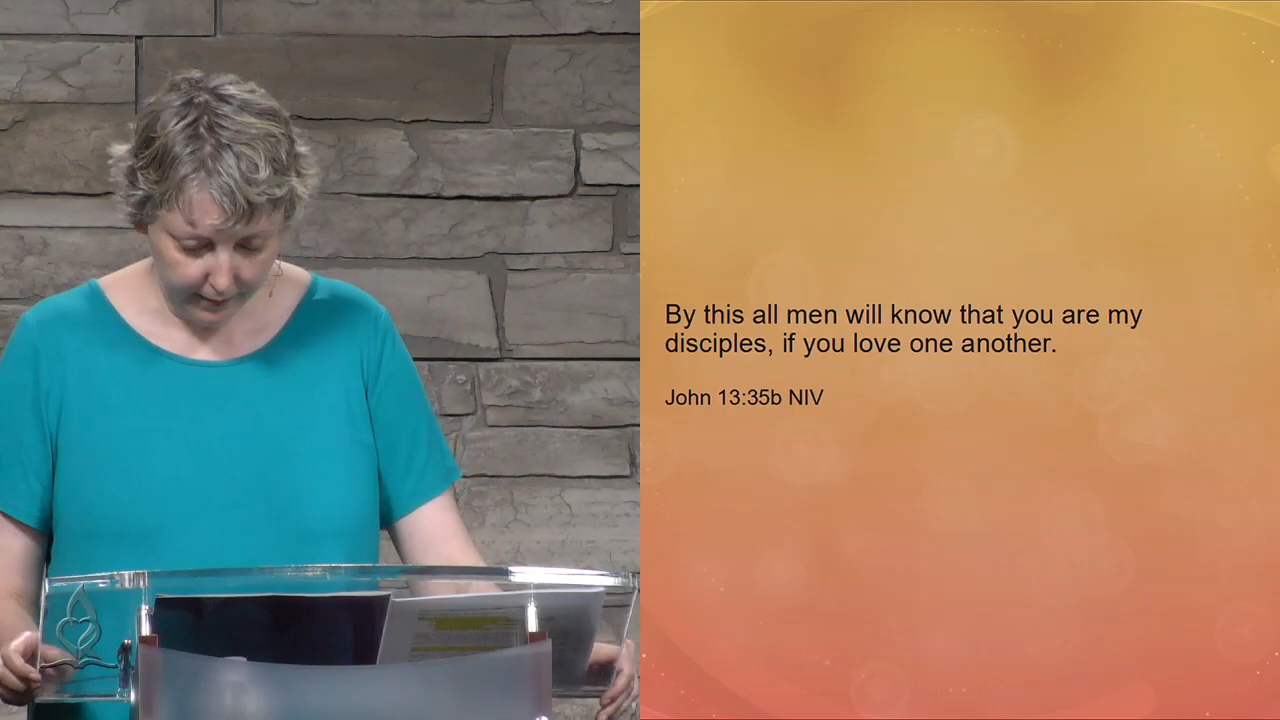 By this all men will know that you are my
disciples, if you love one another.
John 13:35b NIV